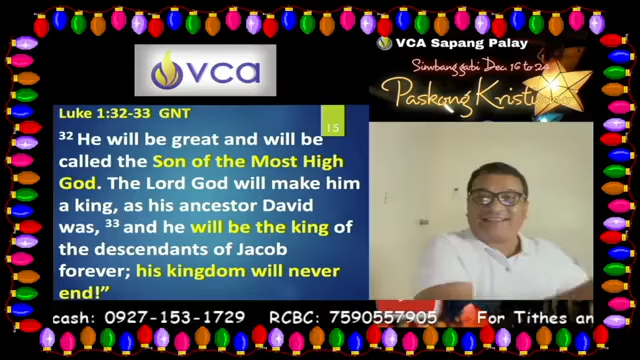 VCA Sapang Palay
vca
Simbang gabi Dec. 16 to 24
Paskong Kristiano
Luke 1:32-33 GNT
15
32 He will be great and will be
called the Son of the Most High
God. The Lord God will make him
a king, as his ancestor David
was, 33 and he will be the king of
the descendants of Jacob
forever; his kingdom will never
end!”
cash: 0927-153-1729 RCBC: 7590557905 For Tithes an